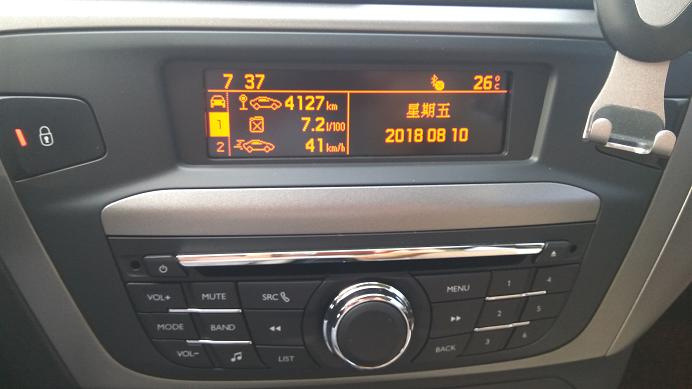 7 37
26°C
4127 km
1
7.2 l/100
2
41 km/h
星期五
2018 08 10
VOL+
MUTE
SRC
MENU
1
4
MODE
BAND
2
5
VOL-
LIST
BACK
3
6